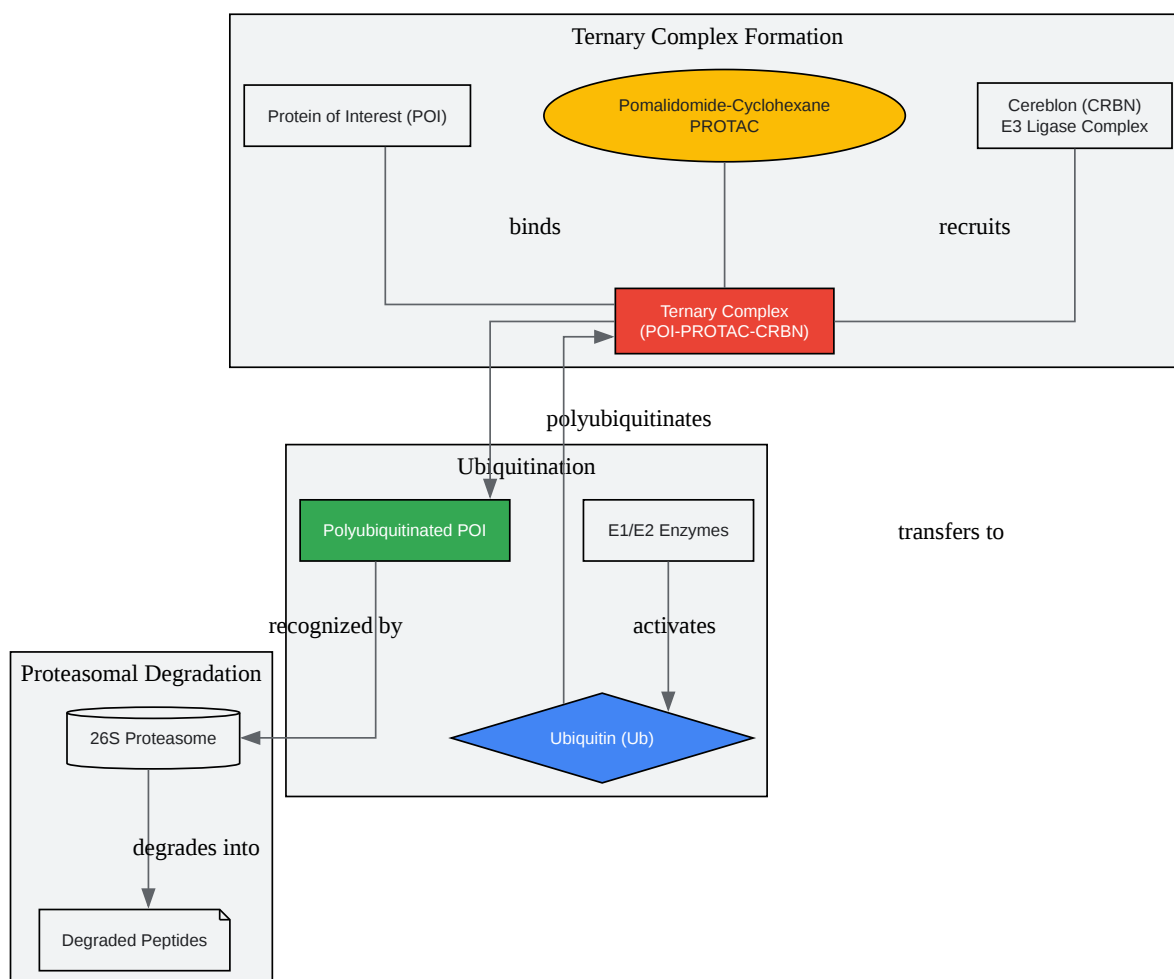 Ternary Complex Formation
Protein of Interest (POI)
Pomalidomide-Cyclohexane
PROTAC
Cereblon (CRBN)
E3 Ligase Complex
binds
recruits
Ternary Complex
(POI-PROTAC-CRBN)
polyubiquitinates
Ubiquitination
Polyubiquitinated POI
E1/E2 Enzymes
transfers to
recognized by
activates
Proteasomal Degradation
26S Proteasome
Ubiquitin (Ub)
degrades into
Degraded Peptides